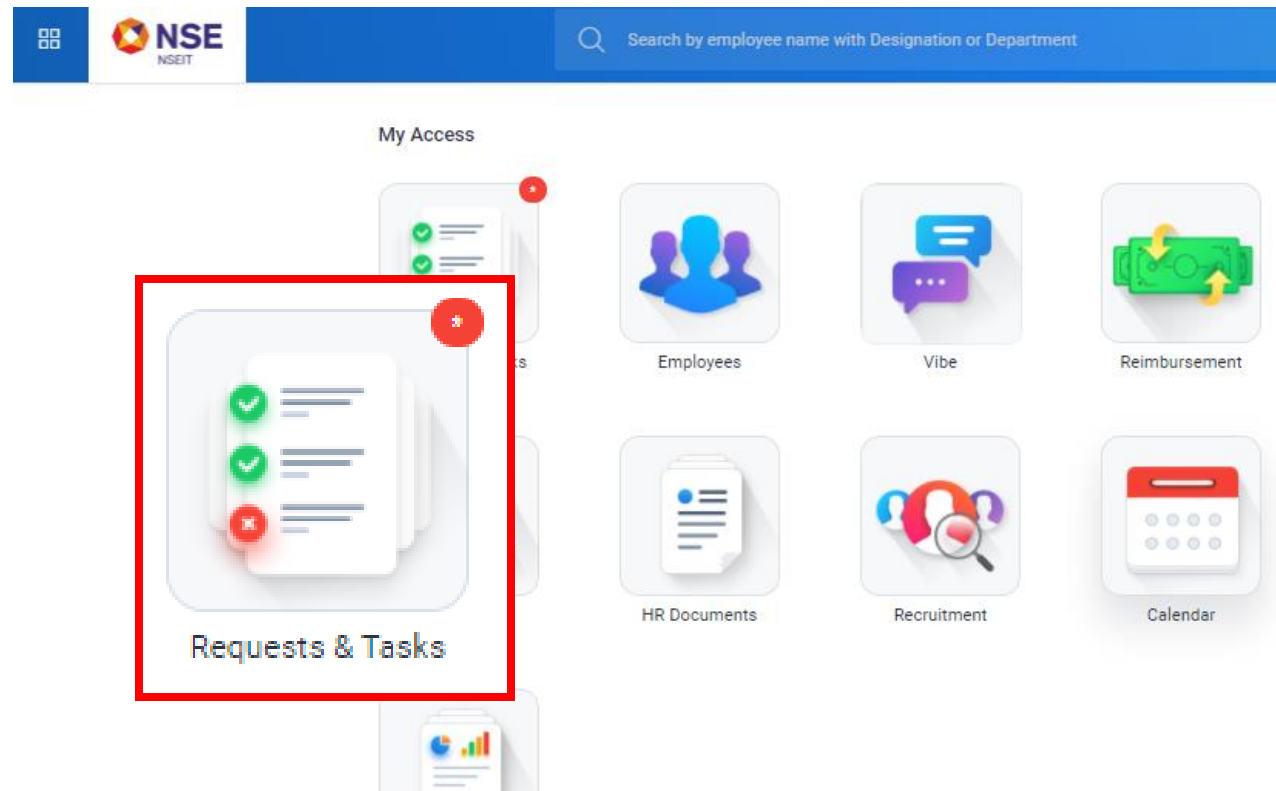 NSE
NSEIT
Search by employee name with Designation or Department
My Access
Employees
Vibe
Reimbursement
Requests & Tasks
HR Documents
Recruitment
Calendar